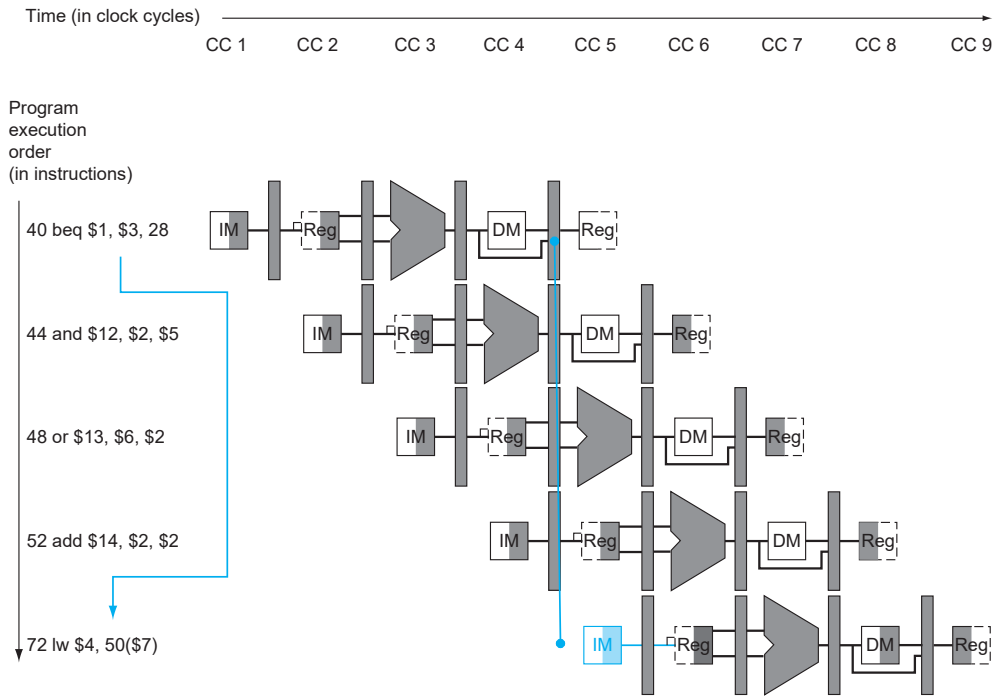 Time (in clock cycles)
CC 1 CC 2 CC 3 CC 4 CC 5 CC 6 CC 7 CC 8 CC 9
Program
execution
order
(in instructions)
40 beq $1, $3, 28
IM Reg DM Reg
44 and $12, $2, $5
IM Reg DM Reg
48 or $13, $6, $2
IM Reg DM Reg
52 add $14, $2, $2
IM Reg DM Reg
72 lw $4, 50($7)
IM Reg DM Reg